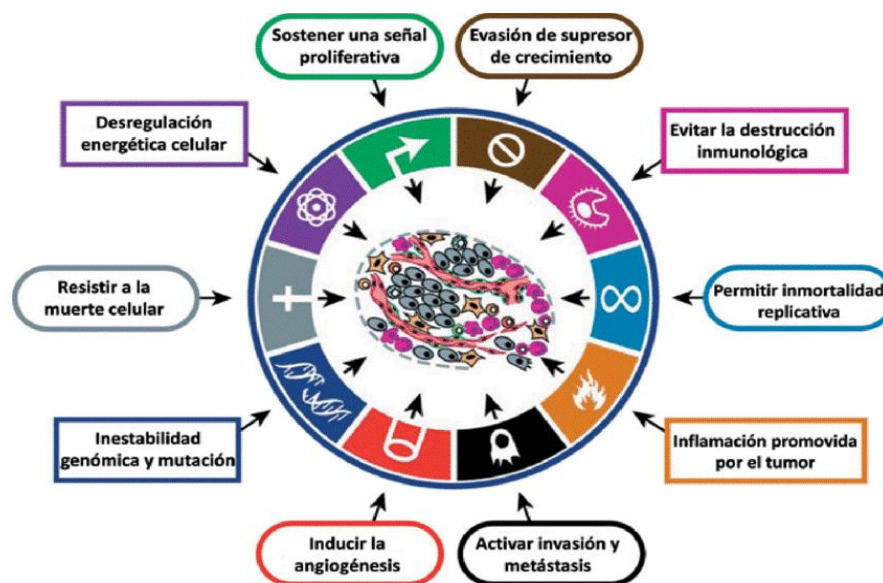 Sostener una señal
proliferativa
Evasión de supresor
de crecimiento
Desregulación
energética celular
Evitar la destrucción
inmunológica
Resistir a la
muerte celular
Permitir inmortalidad
replicativa
Inestabilidad
genómica y mutación
Inflamación promovida
por el tumor
Inducir la
angiogénesis
Activar invasión y
metástasis